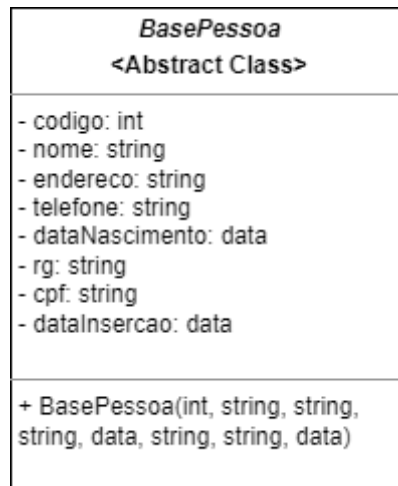 BasePessoa
<Abstract Class>
- codigo: int
- nome: string
- endereco: string
- telefone: string
- dataNascimento: data
- rg: string
- cpf: string
- dataInsercao: data
+ BasePessoa(int, string, string,
string, data, string, string, data)